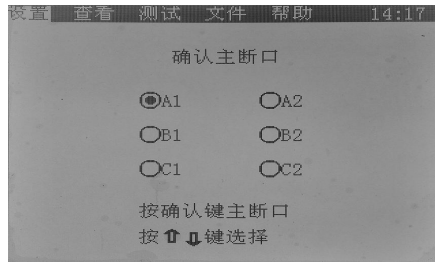 设置 查看 测试 文件 帮助 14:17
确认主断口
A1 A2
B1 B2
C1 C2
按确认键主断口
按⇧⇩键选择